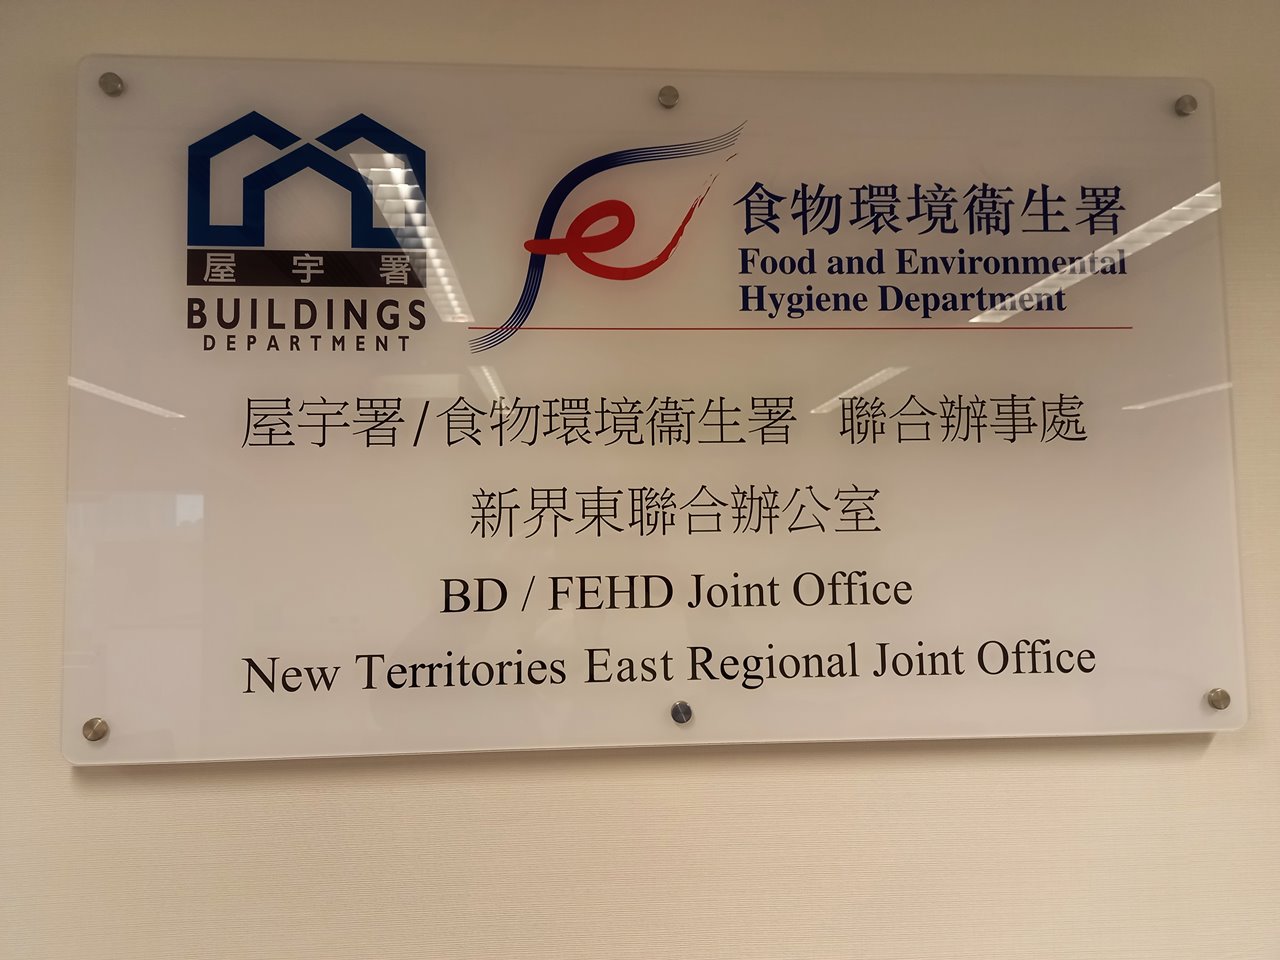 屋宇署
BUILDINGS
DEPARTMENT
食物環境衞生署
Food and Environmental
Hygiene Department
屋宇署/食物環境衞生署 聯合辦事處
新界東聯合辦公室
BD / FEHD Joint Office
New Territories East Regional Joint Office